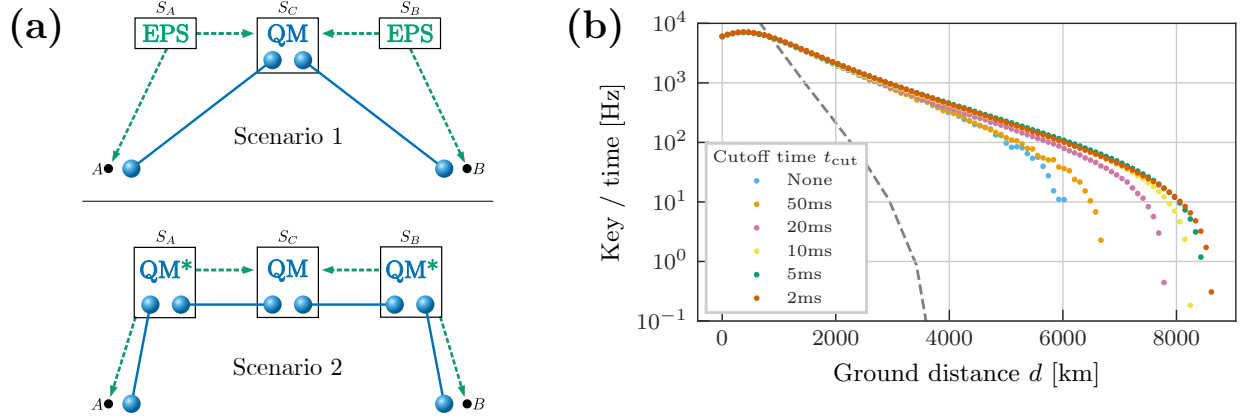 (a)
S_A S_C S_B
EPS QM EPS
Scenario 1
A B
S_A S_C S_B
QM* QM QM*
Scenario 2
A B
(b)
Key / time [Hz]
10^4
10^3
10^2
10^1
10^0
10^−1
Cutoff time t_cut
None
50ms
20ms
10ms
5ms
2ms
0 2000 4000 6000 8000
Ground distance d [km]